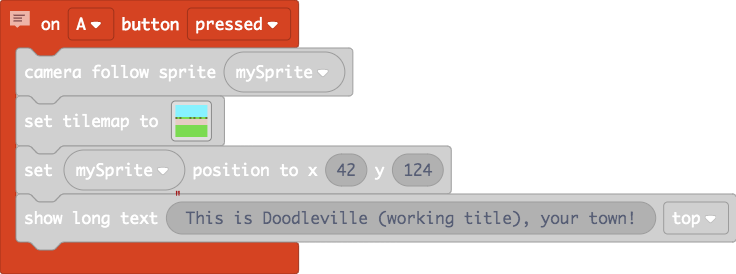 on A button pressed
camera follow sprite mySprite
set tilemap to
set mySprite position to x 42 y 124
show long text " This is Doodleville (working title), your town! top